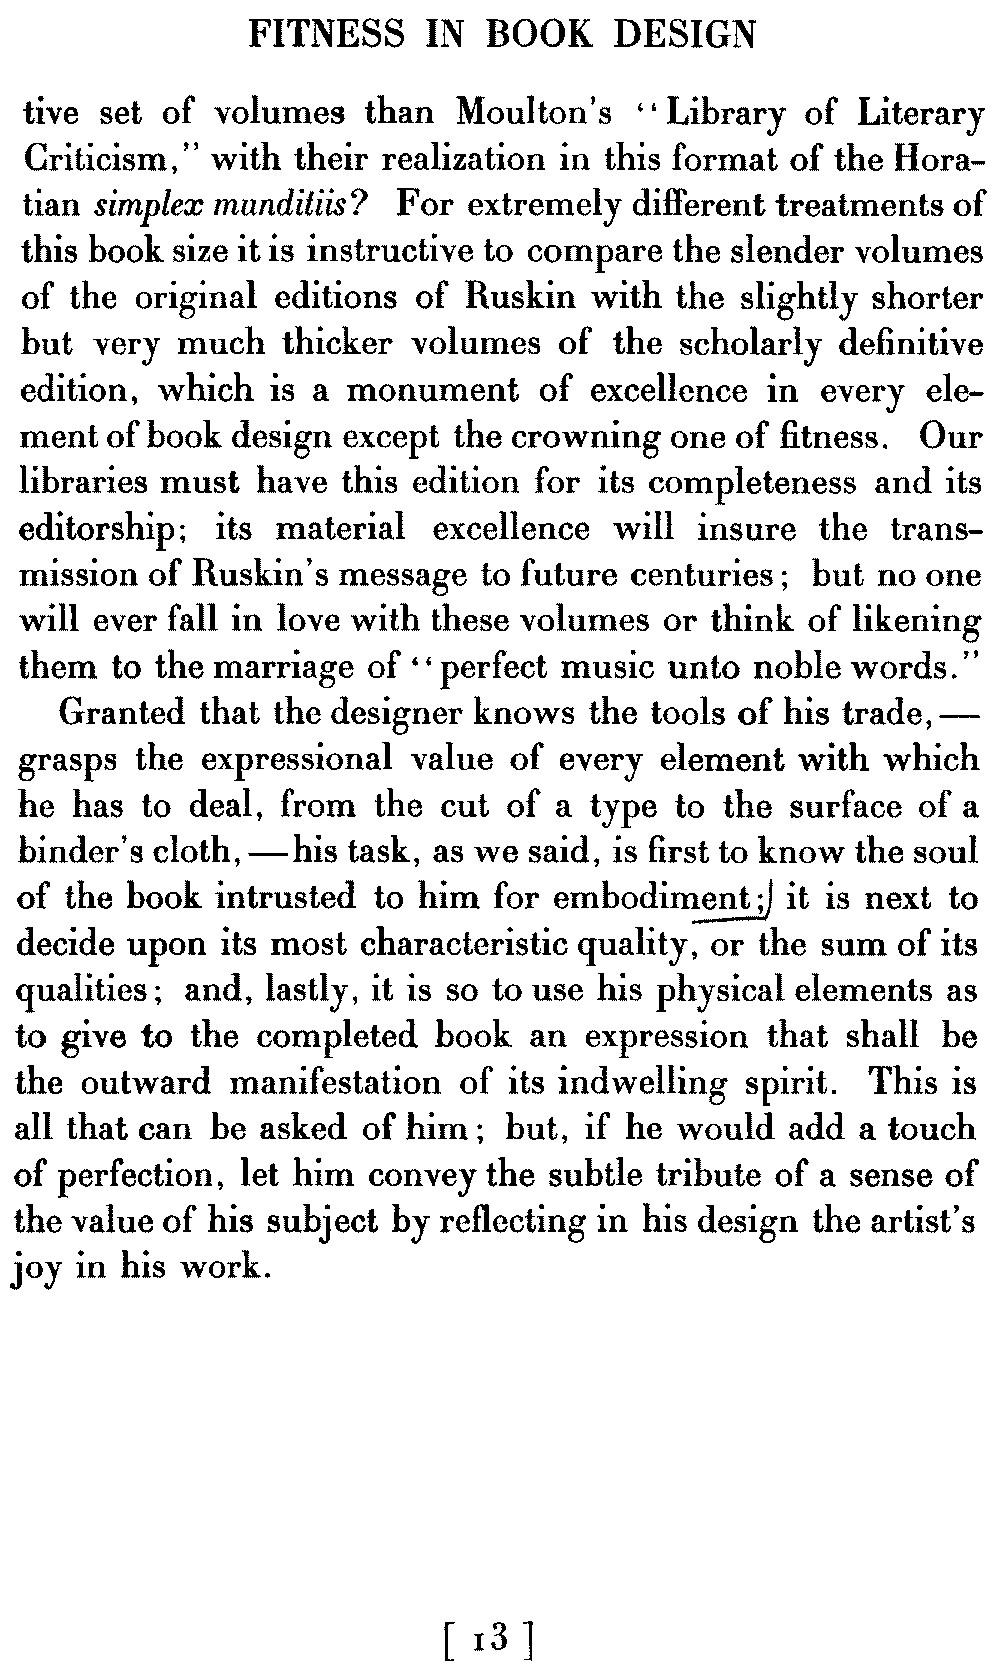 FITNESS IN BOOK DESIGN
tive set of volumes than Moulton's "Library of Literary
Criticism," with their realization in this format of the Hora-
tian simplex munditiis? For extremely different treatments of
this book size it is instructive to compare the slender volumes
of the original editions of Ruskin with the slightly shorter
but very much thicker volumes of the scholarly definitive
edition, which is a monument of excellence in every ele-
ment of book design except the crowning one of fitness. Our
libraries must have this edition for its completeness and its
editorship; its material excellence will insure the trans-
mission of Ruskin's message to future centuries; but no one
will ever fall in love with these volumes or think of likening
them to the marriage of "perfect music unto noble words."
Granted that the designer knows the tools of his trade,—
grasps the expressional value of every element with which
he has to deal, from the cut of a type to the surface of a
binder's cloth,—his task, as we said, is first to know the soul
of the book intrusted to him for embodiment; it is next to
decide upon its most characteristic quality, or the sum of its
qualities; and, lastly, it is so to use his physical elements as
to give to the completed book an expression that shall be
the outward manifestation of its indwelling spirit. This is
all that can be asked of him; but, if he would add a touch
of perfection, let him convey the subtle tribute of a sense of
the value of his subject by reflecting in his design the artist's
joy in his work.
[ 13 ]